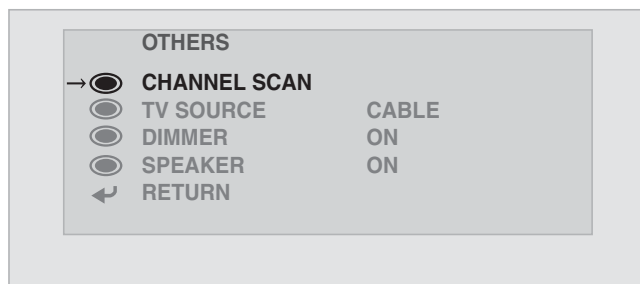 OTHERS
CHANNEL SCAN
TV SOURCE CABLE
DIMMER ON
SPEAKER ON
RETURN